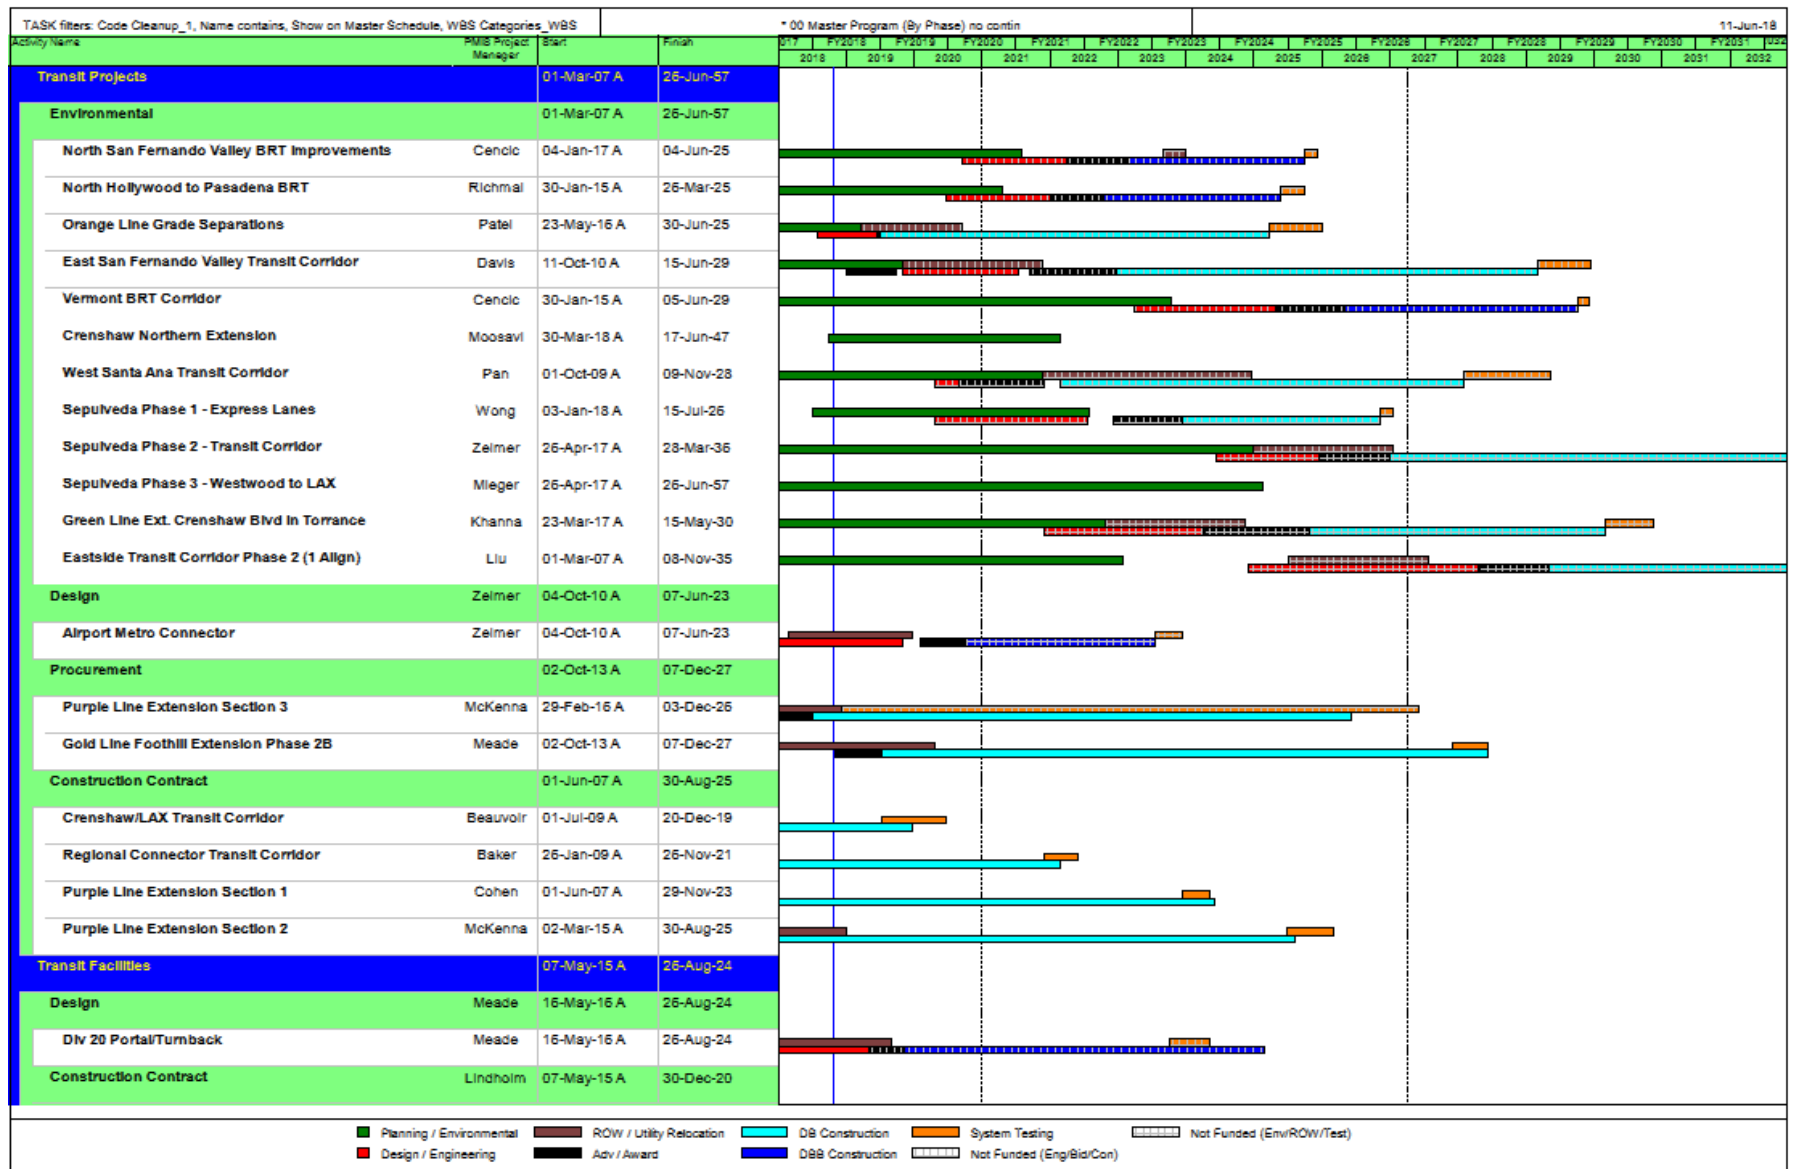 TASK filters: Code Cleanup_1, Name contains, Show on Master Schedule, WBS Categories_WBS * 00 Master Program (By Phase) no contin 11-Jun-18
Activity Name PMIS Project Manager Start Finish 017 FY2018 FY2019 FY2020 FY2021 FY2022 FY2023 FY2024 FY2025 FY2026 FY2027 FY2028 FY2029 FY2030 FY2031 032
2018 2019 2020 2021 2022 2023 2024 2025 2026 2027 2028 2029 2030 2031 2032
Transit Projects 01-Mar-07 A 26-Jun-57
Environmental 01-Mar-07 A 26-Jun-57
North San Fernando Valley BRT Improvements Cencic 04-Jan-17 A 04-Jun-25
North Hollywood to Pasadena BRT Richmai 30-Jan-15 A 26-Mar-25
Orange Line Grade Separations Patel 23-May-16 A 30-Jun-25
East San Fernando Valley Transit Corridor Davis 11-Oct-10 A 15-Jun-29
Vermont BRT Corridor Cencic 30-Jan-15 A 05-Jun-29
Crenshaw Northern Extension Moosavi 30-Mar-18 A 17-Jun-47
West Santa Ana Transit Corridor Pan 01-Oct-09 A 09-Nov-28
Sepulveda Phase 1 - Express Lanes Wong 03-Jan-18 A 15-Jul-26
Sepulveda Phase 2 - Transit Corridor Zelmer 26-Apr-17 A 28-Mar-36
Sepulveda Phase 3 - Westwood to LAX Mieger 26-Apr-17 A 26-Jun-57
Green Line Ext. Crenshaw Blvd in Torrance Khanna 23-Mar-17 A 15-May-30
Eastside Transit Corridor Phase 2 (1 Align) Liu 01-Mar-07 A 08-Nov-35
Design Zelmer 04-Oct-10 A 07-Jun-23
Airport Metro Connector Zelmer 04-Oct-10 A 07-Jun-23
Procurement 02-Oct-13 A 07-Dec-27
Purple Line Extension Section 3 McKenna 29-Feb-16 A 03-Dec-26
Gold Line Foothill Extension Phase 2B Meade 02-Oct-13 A 07-Dec-27
Construction Contract 01-Jun-07 A 30-Aug-25
Crenshaw/LAX Transit Corridor Beauvoir 01-Jul-09 A 20-Dec-19
Regional Connector Transit Corridor Baker 26-Jan-09 A 26-Nov-21
Purple Line Extension Section 1 Cohen 01-Jun-07 A 29-Nov-23
Purple Line Extension Section 2 McKenna 02-Mar-15 A 30-Aug-25
Transit Facilities 07-May-15 A 26-Aug-24
Design Meade 16-May-16 A 26-Aug-24
Div 20 Portal/Turnback Meade 16-May-16 A 26-Aug-24
Construction Contract Lindholm 07-May-15 A 30-Dec-20
Planning / Environmental ROW / Utility Relocation DB Construction System Testing Not Funded (Env/ROW/Test)
Design / Engineering Adv / Award DBB Construction Not Funded (Eng/Bid/Con)